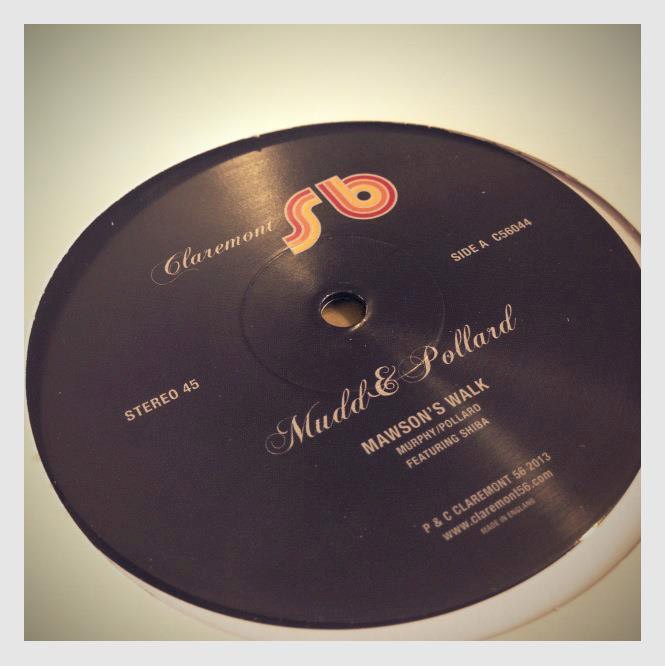 Claremont 56
SIDE A C56044
STEREO 45
Mudd & Pollard
MAWSON'S WALK
MURPHY/POLLARD
FEATURING SHIBA
P & C CLAREMONT 56 2013
www.claremont56.com
MADE IN ENGLAND